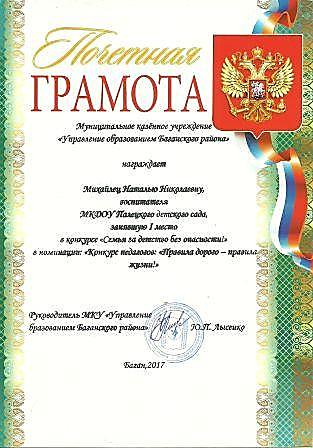 Почетная
ГРАМОТА
Муниципальное казённое учреждение
«Управление образованием Баганского района»
награждает
Михайлец Наталью Николаевну,
воспитателя
МКДОУ Палецкого детского сада,
занявшую I место
в конкурсе «Семья за детство без опасности!»
в номинации: «Конкурс педагогов: «Правила дорого – правила
жизни!»
Руководитель МКУ «Управление
бразованием Баганского района»
Ю.П. Лысенко
Баган,2017